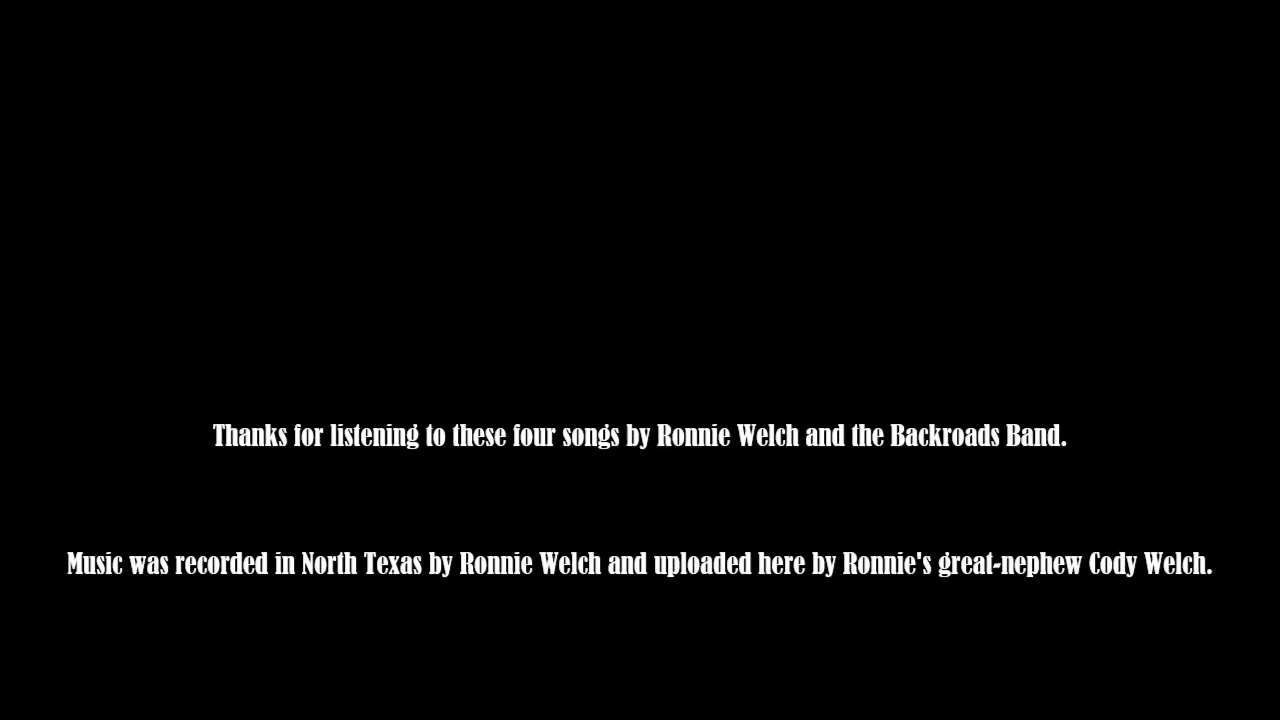 Thanks for listening to these four songs by Ronnie Welch and the Backroads Band.
Music was recorded in North Texas by Ronnie Welch and uploaded here by Ronnie's great-nephew Cody Welch.